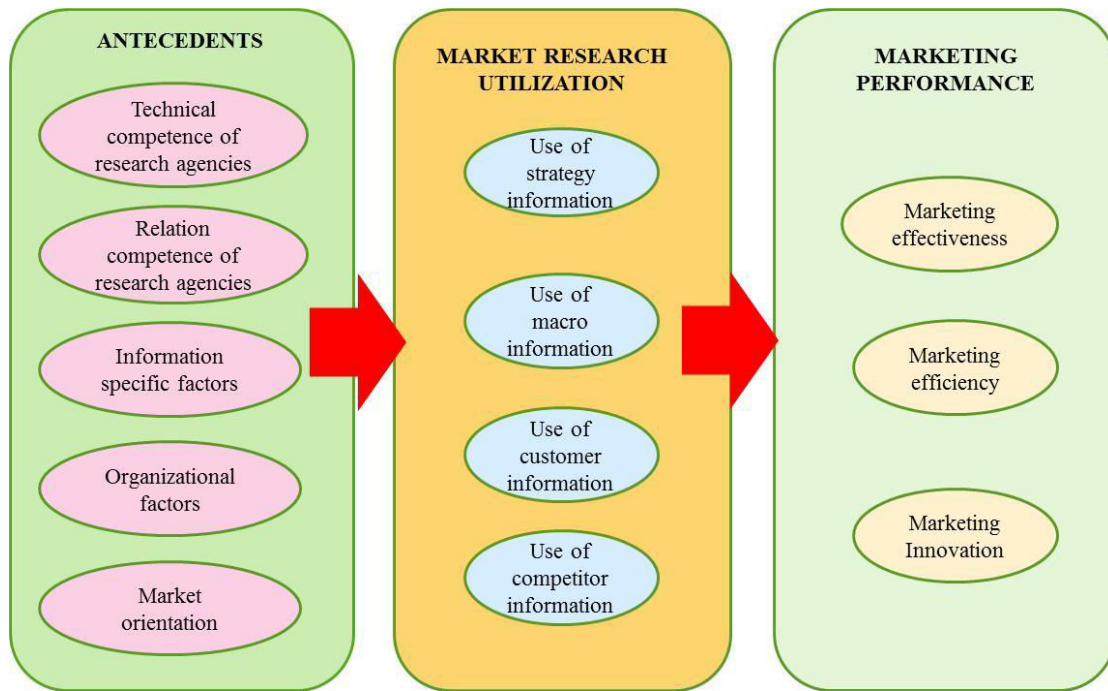 ANTECEDENTS
Technical
competence of
research agencies
Relation
competence of
research agencies
Information
specific factors
Organizational
factors
Market
orientation
MARKET RESEARCH
UTILIZATION
Use of
strategy
information
Use of
macro
information
Use of
customer
information
Use of
competitor
information
MARKETING
PERFORMANCE
Marketing
effectiveness
Marketing
efficiency
Marketing
Innovation